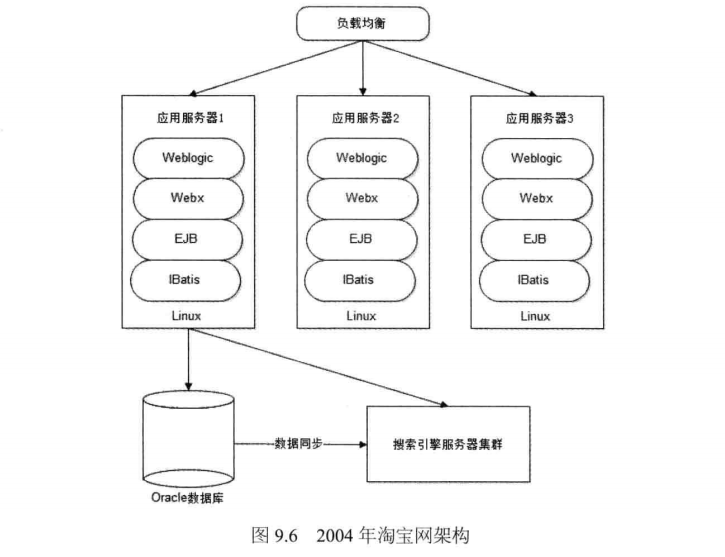 负载均衡
应用服务器1
应用服务器2
应用服务器3
Weblogic
Weblogic
Weblogic
Webx
Webx
Webx
EJB
EJB
EJB
IBatis
IBatis
IBatis
Linux
Linux
Linux
数据同步
搜索引擎服务器集群
Oracle数据库
图 9.6 2004 年淘宝网架构